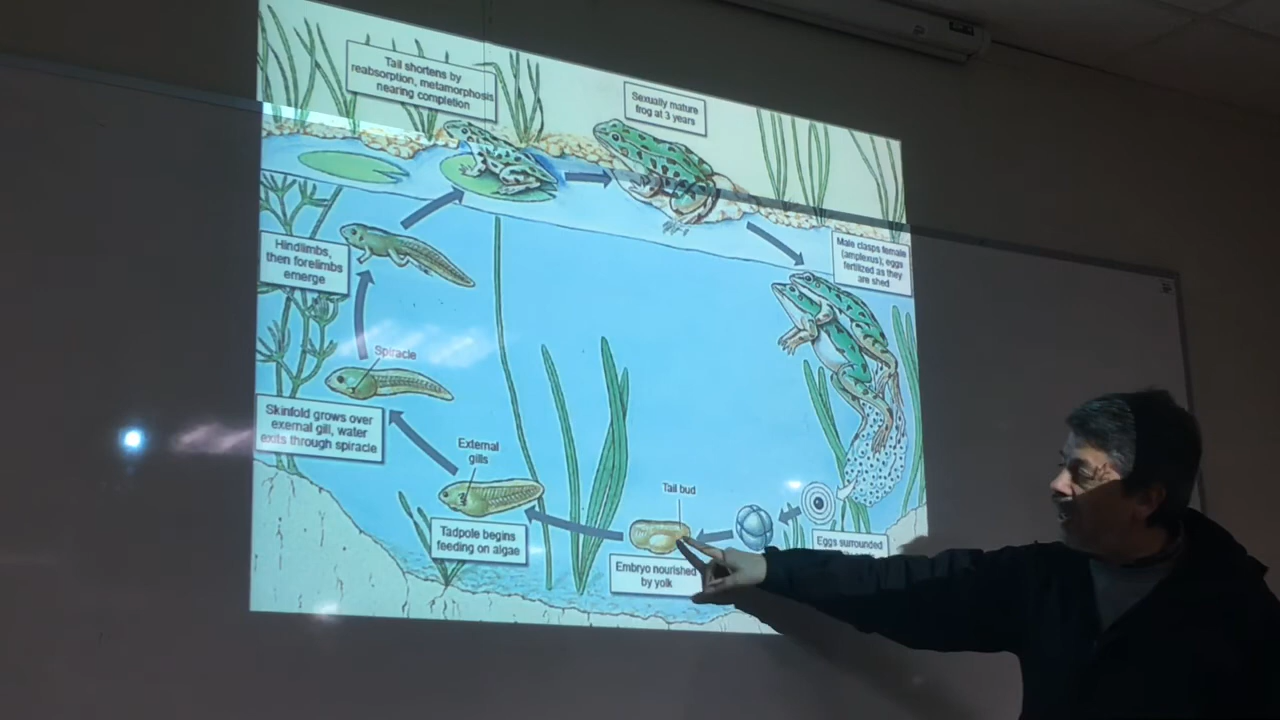 Tail shortens by
reabsorption, metamorphosis
nearing completion
Sexually mature
frog at 3 years
Male clasps female
(amplexus); eggs
fertilized as they
are shed
Hindlimbs,
then forelimbs
emerge
Spiracle
Skinfold grows over
exernal gill, water
exits through spiracle
External
gills
Tadpole begins
feeding on algae
Tail bud
Embryo nourished
by yolk
Eggs surrounded